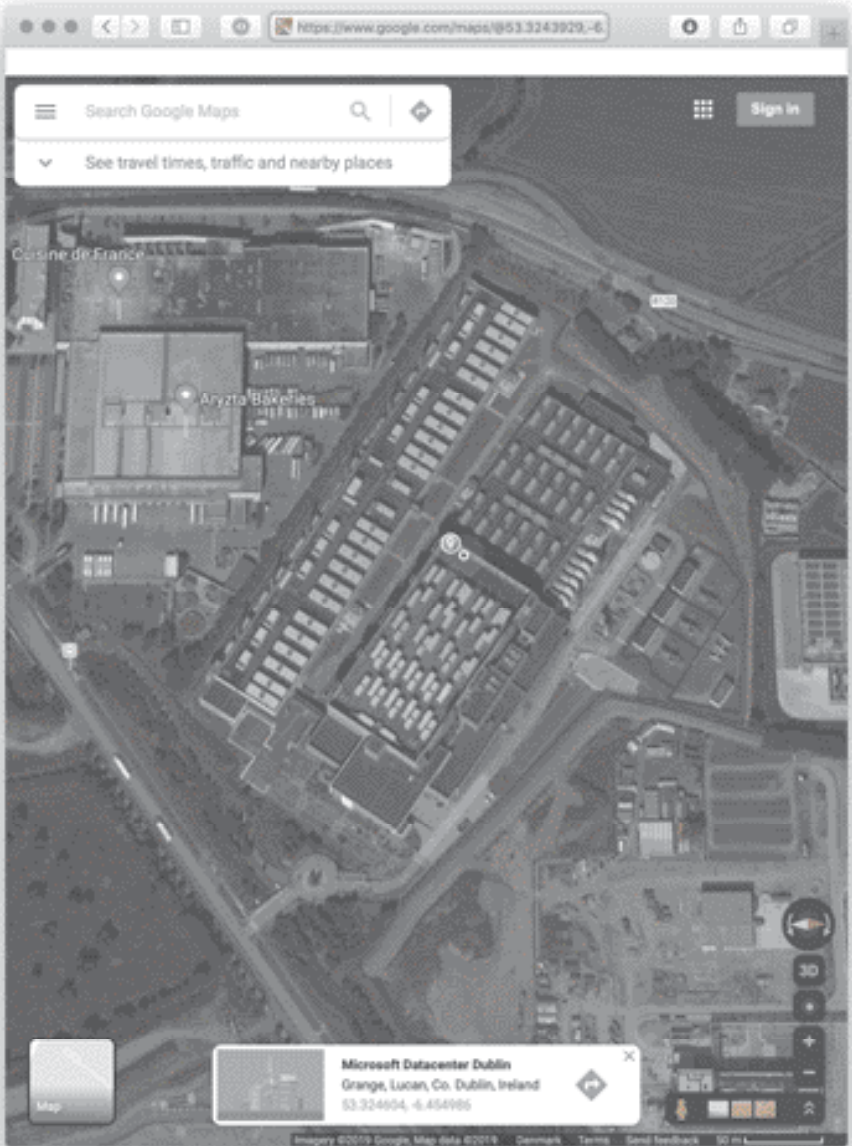 https://www.google.com/maps/@53.3243929,-6.
Search Google Maps
Sign in
See travel times, traffic and nearby places
Cuisine de France
Aryzta Bakeries
Microsoft Datacenter Dublin
Grange, Lucan, Co. Dublin, Ireland
53.324604, -6.454986
3D
Map
Imagery ©2019 Google, Map data ©2019 Denmark Terms Send feedback 50 m